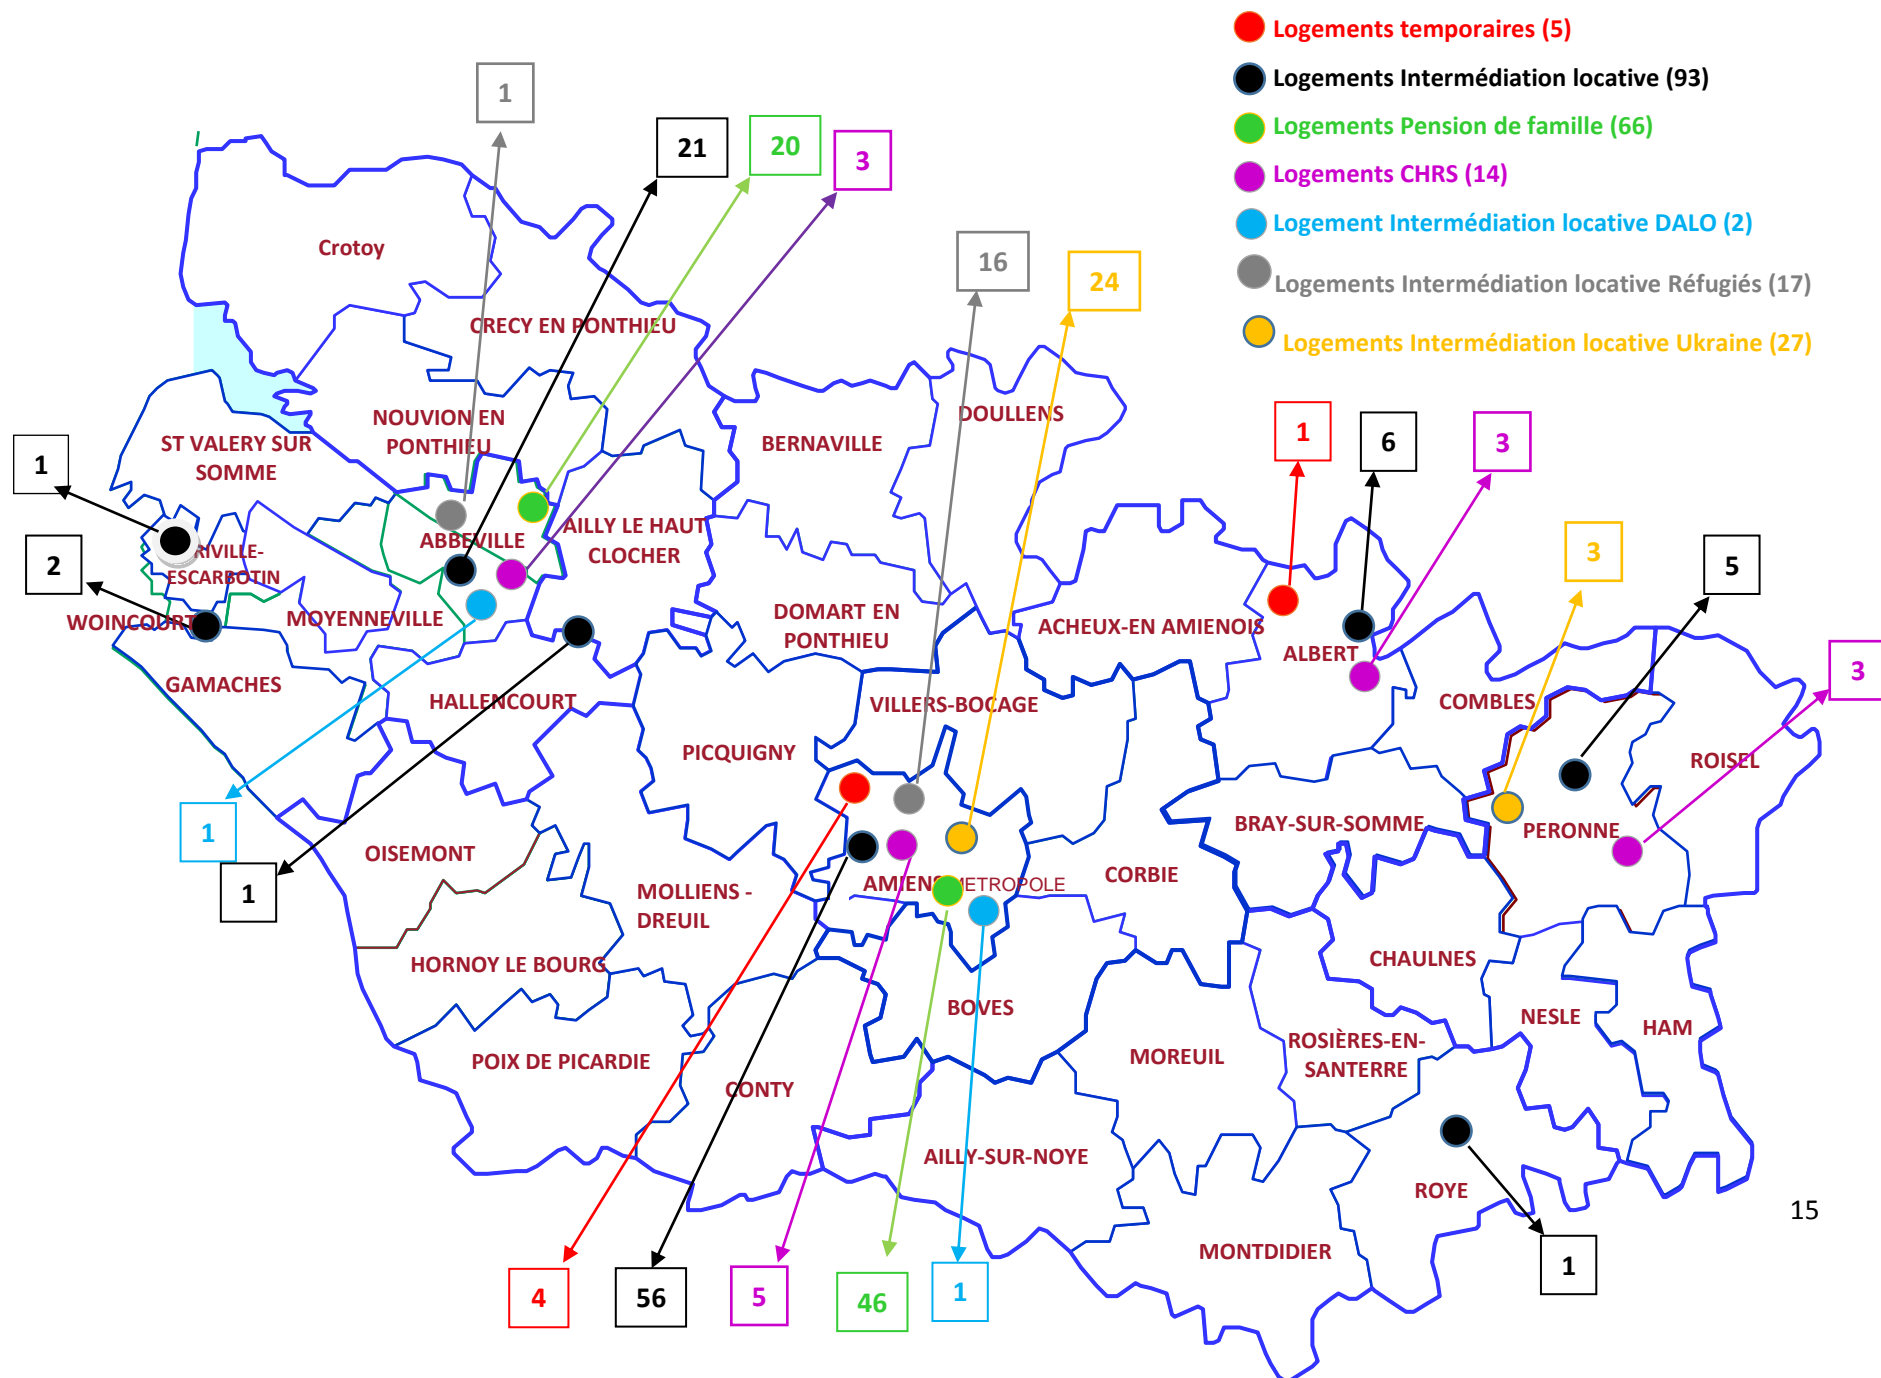 Logements temporaires (5)
Logements Intermédiation locative (93)
Logements Pension de famille (66)
Logements CHRS (14)
Logement Intermédiation locative DALO (2)
Logements Intermédiation locative Réfugiés (17)
Logements Intermédiation locative Ukraine (27)
1
21
20
3
16
24
Crotoy
CRECY EN PONTHIEU
NOUVION EN
PONTHIEU
ST VALERY SUR
SOMME
BERNAVILLE
DOULLENS
1
6
3
1
2
3
5
3
ABBEVILLE
AILLY LE HAUT
CLOCHER
RIVILLE-
ESCARBOTIN
WOINCOURT
MOYENNEVILLE
DOMART EN
PONTHIEU
ACHEUX-EN AMIENOIS
ALBERT
GAMACHES
HALLENCOURT
VILLERS-BOCAGE
COMBLES
PICQUIGNY
ROISEL
1
1
OISEMONT
BRAY-SUR-SOMME
PERONNE
MOLLIENS -
DREUIL
AMIENS METROPOLE
CORBIE
HORNOY LE BOURG
CHAULNES
BOVES
NESLE
HAM
POIX DE PICARDIE
CONTY
MOREUIL
ROSIÈRES-EN-
SANTERRE
AILLY-SUR-NOYE
ROYE
MONTDIDIER
15
4
56
5
46
1
1